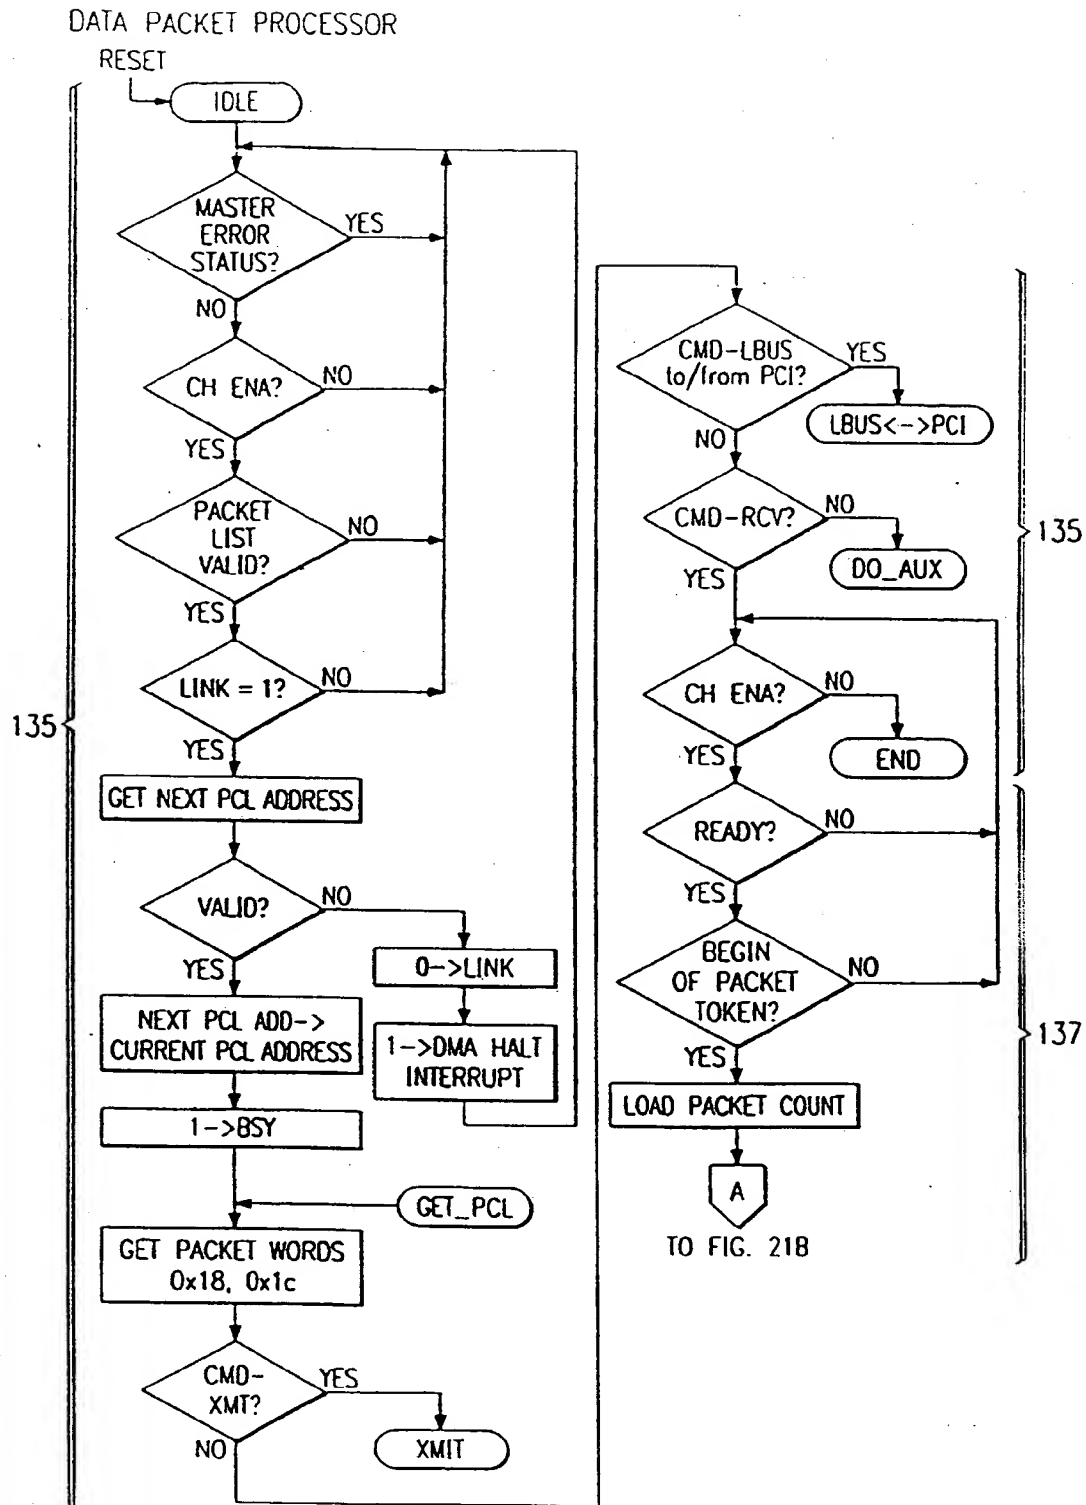 DATA PACKET PROCESSOR
RESET
IDLE
MASTER
ERROR
STATUS?
YES
NO
CH ENA?
NO
YES
PACKET
LIST
VALID?
NO
YES
LINK = 1?
NO
YES
135
GET NEXT PCL ADDRESS
VALID?
NO
YES
0->LINK
NEXT PCL ADD->
CURRENT PCL ADDRESS
1->DMA HALT
INTERRUPT
1->BSY
GET_PCL
GET PACKET WORDS
0x18, 0x1c
CMD-
XMT?
YES
NO
XMIT
CMD-LBUS
to/from PCI?
YES
LBUS<->PCI
NO
CMD-RCV?
NO
DO_AUX
YES
135
CH ENA?
NO
END
YES
READY?
NO
YES
BEGIN
OF PACKET
TOKEN?
NO
YES
137
LOAD PACKET COUNT
A
TO FIG. 21B